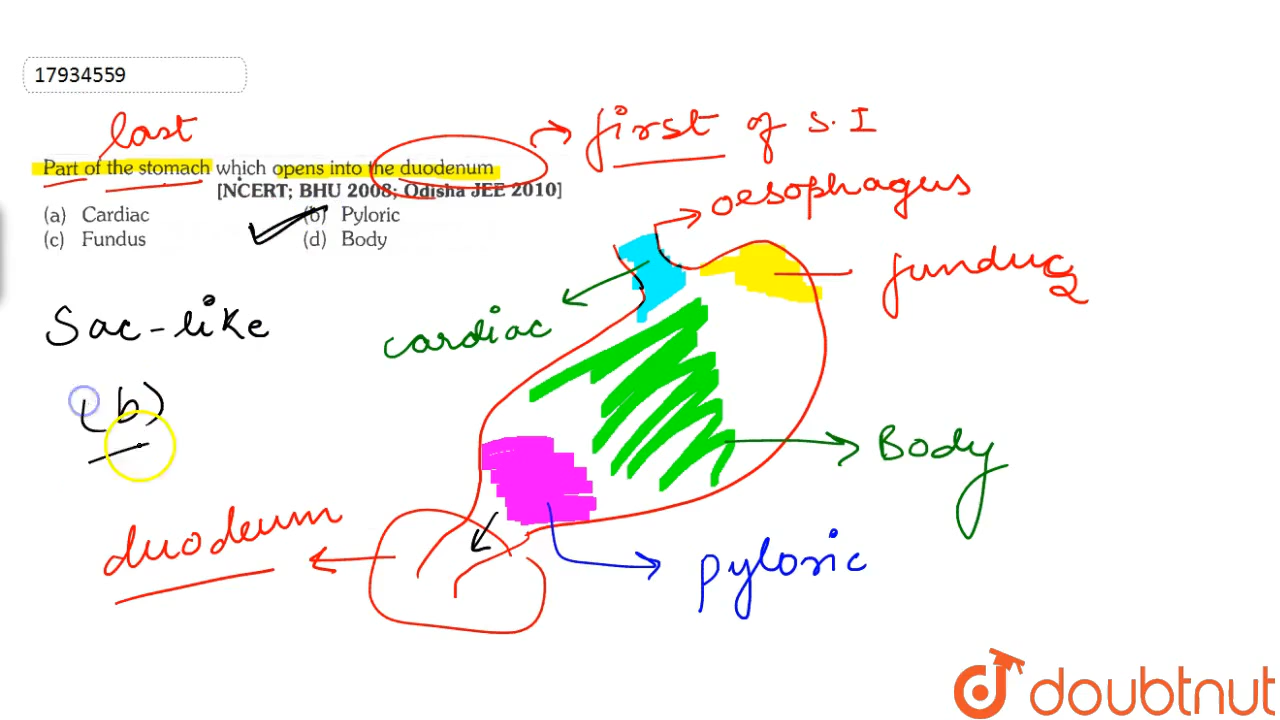 17934559
last
first of S.I
Part of the stomach which opens into the duodenum
[NCERT; BHU 2008; Odisha JEE 2010]
(a) Cardiac (b) Pyloric
(c) Fundus (d) Body
oesophagus
fundus
Sac-like
cardiac
(b)
Body
duodeum
pyloric
doubtnut